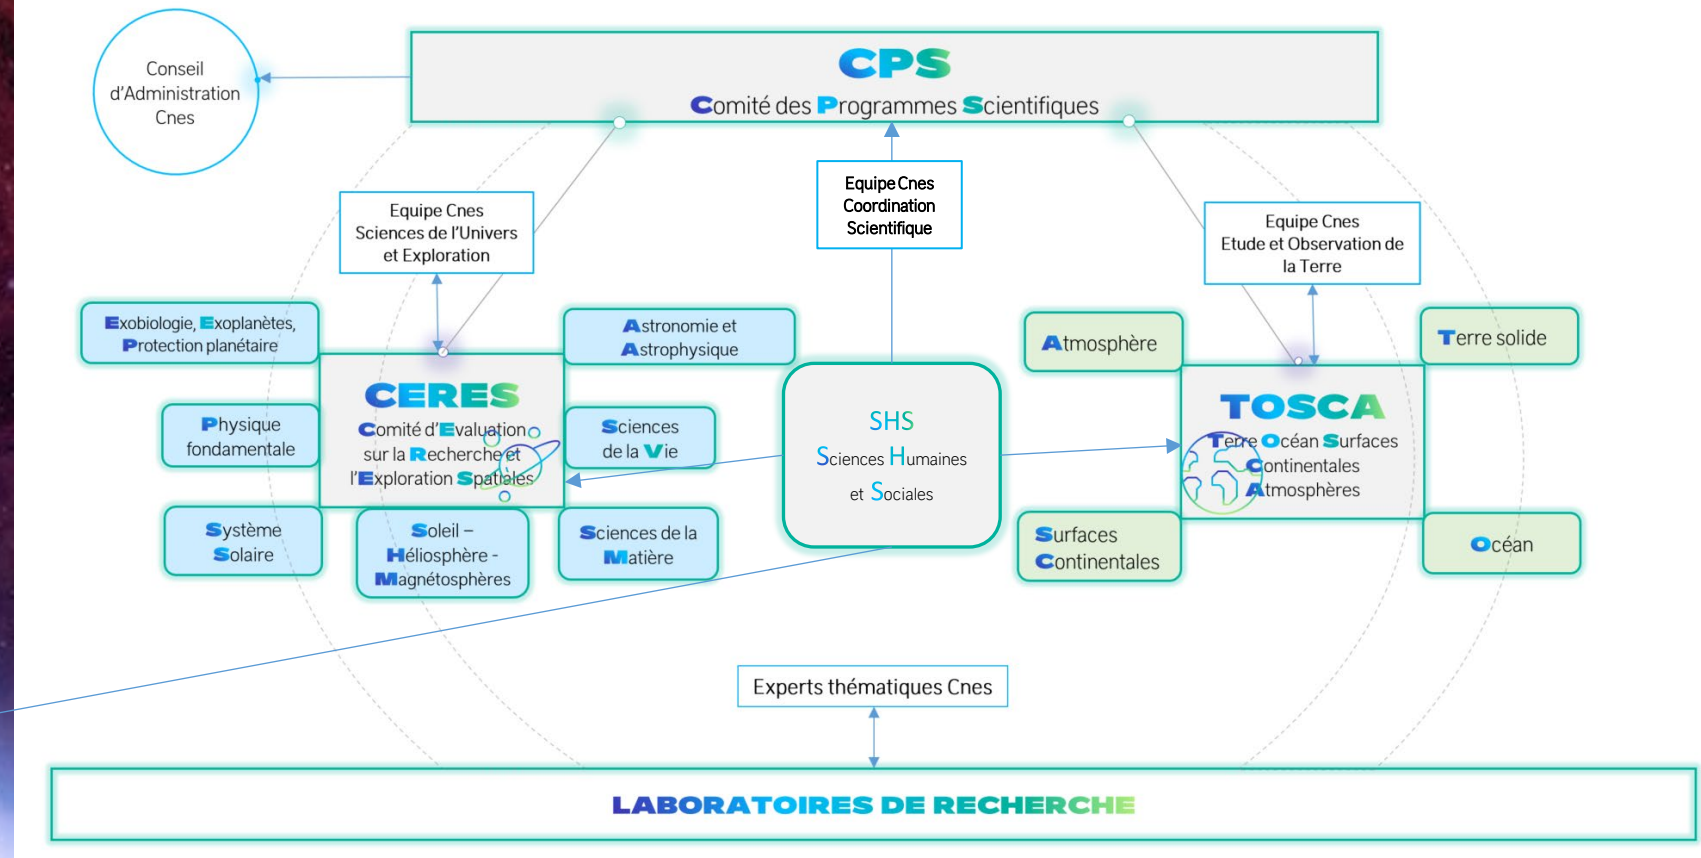 Conseil
d'Administration
Cnes
CPS
Comité des Programmes Scientifiques
Equipe Cnes
Sciences de l'Univers
et Exploration
Equipe Cnes
Coordination
Scientifique
Equipe Cnes
Etude et Observation de
la Terre
Exobiologie, Exoplanètes,
Protection planétaire
Astronomie et
Astrophysique
Physique
fondamentale
CERES
Comité d'Evaluation
sur la Recherche et
l'Exploration Spatiales
Sciences
de la Vie
Système
Solaire
Soleil –
Héliosphère -
Magnétosphères
Sciences de la
Matière
SHS
Sciences Humaines
et Sociales
Atmosphère
Terre solide
TOSCA
Terre Océan Surfaces
Continentales
Atmosphères
Surfaces
Continentales
Océan
Experts thématiques Cnes
LABORATOIRES DE RECHERCHE